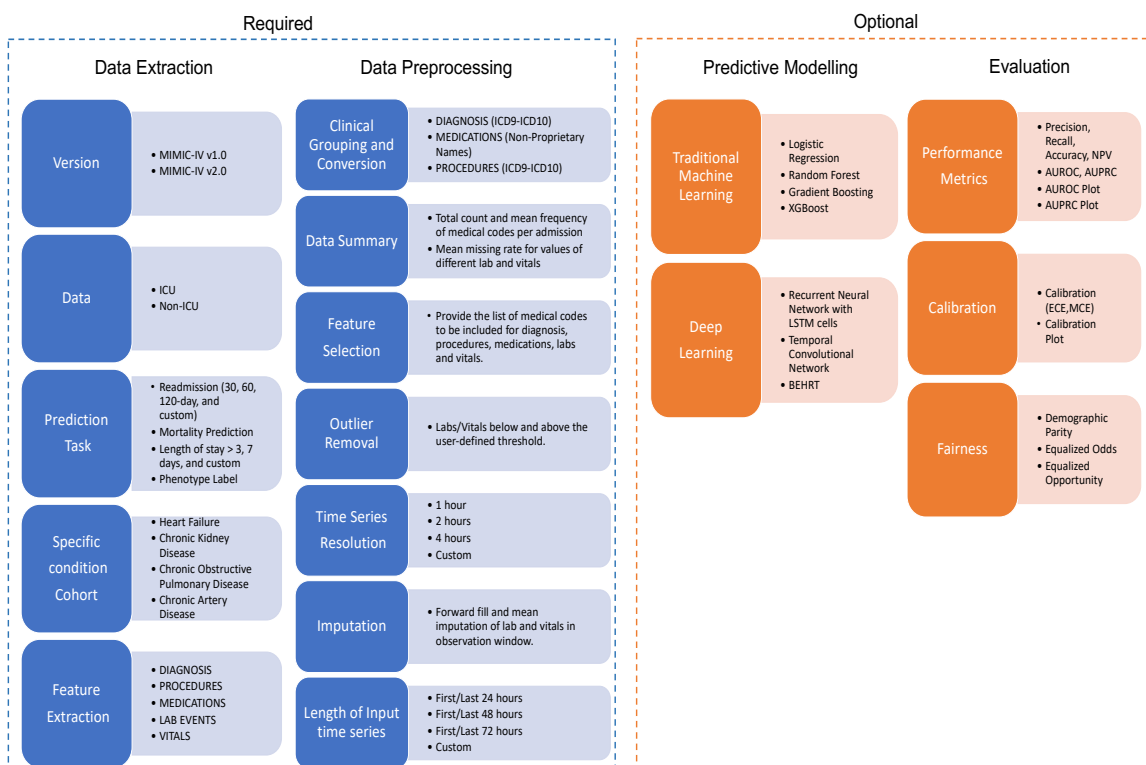 Required
Data Extraction
Version
• MIMIC-IV v1.0
• MIMIC-IV v2.0
Data
• ICU
• Non-ICU
Prediction
Task
• Readmission (30, 60,
120-day, and
custom)
• Mortality Prediction
• Length of stay > 3, 7
days, and custom
• Phenotype Label
Specific
condition
Cohort
• Heart Failure
• Chronic Kidney
Disease
• Chronic Obstructive
Pulmonary Disease
• Chronic Artery
Disease
Feature
Extraction
• DIAGNOSIS
• PROCEDURES
• MEDICATIONS
• LAB EVENTS
• VITALS
Data Preprocessing
Clinical
Grouping and
Conversion
• DIAGNOSIS (ICD9-ICD10)
• MEDICATIONS (Non-Proprietary
Names)
• PROCEDURES (ICD9-ICD10)
Data Summary
• Total count and mean frequency
of medical codes per admission
• Mean missing rate for values of
different lab and vitals
Feature
Selection
• Provide the list of medical codes
to be included for diagnosis,
procedures, medications, labs
and vitals.
Outlier
Removal
• Labs/Vitals below and above the
user-defined threshold.
Time Series
Resolution
• 1 hour
• 2 hours
• 4 hours
• Custom
Imputation
• Forward fill and mean
imputation of lab and vitals in
observation window.
Length of Input
time series
• First/Last 24 hours
• First/Last 48 hours
• First/Last 72 hours
• Custom
Optional
Predictive Modelling
Traditional
Machine
Learning
• Logistic
Regression
• Random Forest
• Gradient Boosting
• XGBoost
Deep
Learning
• Recurrent Neural
Network with
LSTM cells
• Temporal
Convolutional
Network
• BEHRT
Evaluation
Performance
Metrics
• Precision,
Recall,
Accuracy, NPV
• AUROC, AUPRC
• AUROC Plot
• AUPRC Plot
Calibration
• Calibration
(ECE,MCE)
• Calibration
Plot
Fairness
• Demographic
Parity
• Equalized Odds
• Equalized
Opportunity